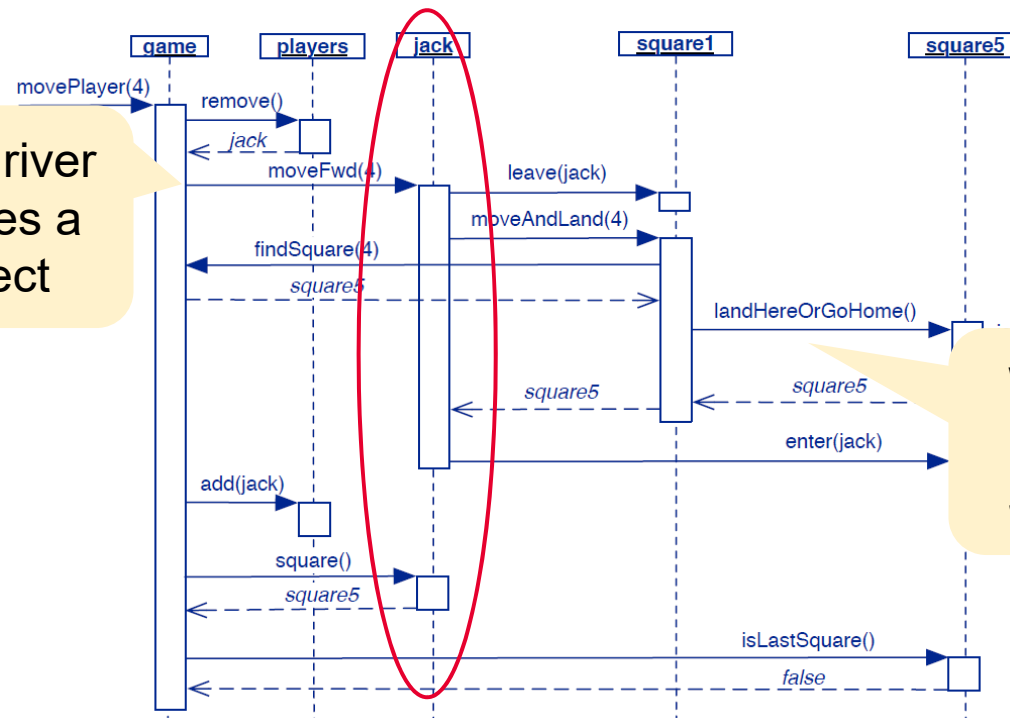 game
players
jack
square1
square5
movePlayer(4)
remove()
jack
river
es a
ect
moveFwd(4)
leave(jack)
moveAndLand(4)
findSquare(4)
square5
landHereOrGoHome()
square5
square5
enter(jack)
add(jack)
square()
square5
isLastSquare()
false